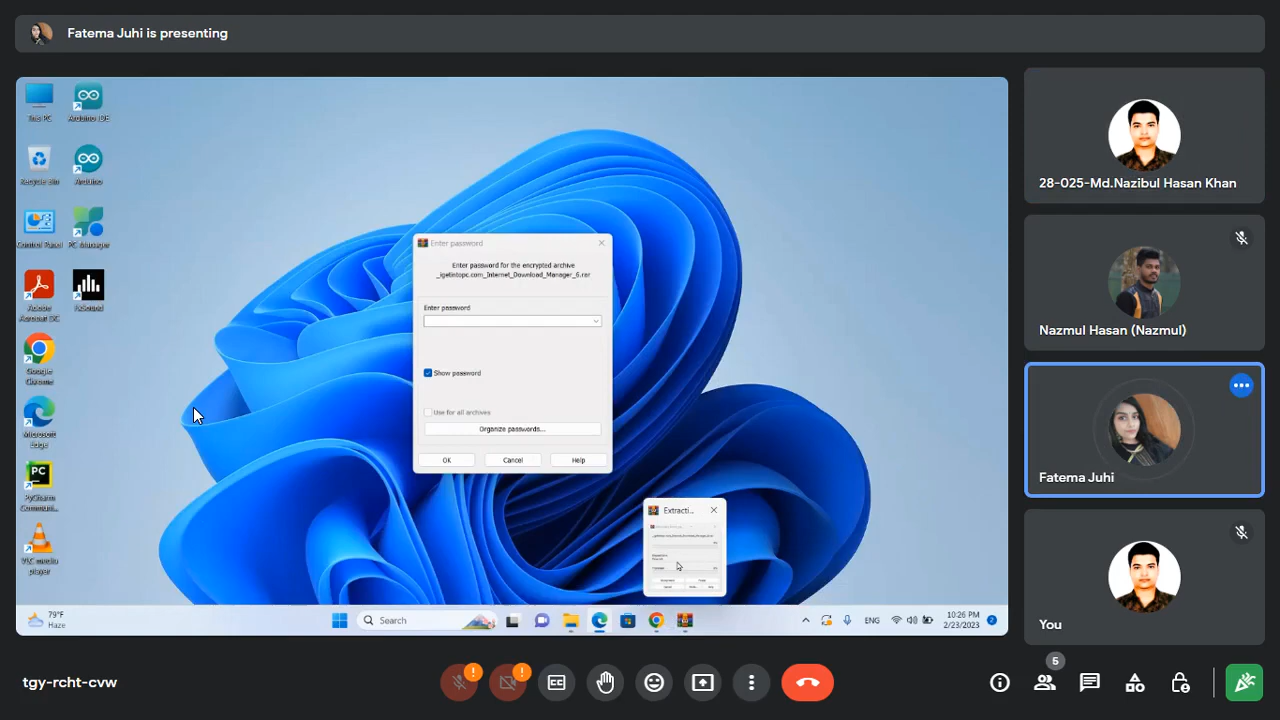 Fatema Juhi is presenting
This PC
Arduino IDE
Recycle Bin
Arduino
Control Panel
PC Manager
Adobe
Acrobat DC
Google
Chrome
Microsoft
Edge
PC
PyCharm
Communi...
VLC media
player
Enter password
Enter password for the encrypted archive
_igetintopc.com_Internet_Download_Manager_6.rar
Enter password
Show password
Use for all archives
Organize passwords...
OK
Cancel
Help
Extracti...
79°F
Haze
Search
ENG
10:26 PM
2/23/2023
2
28-025-Md.Nazibul Hasan Khan
Nazmul Hasan (Nazmul)
Fatema Juhi
You
tgy-rcht-cvw
!
!
CC
5